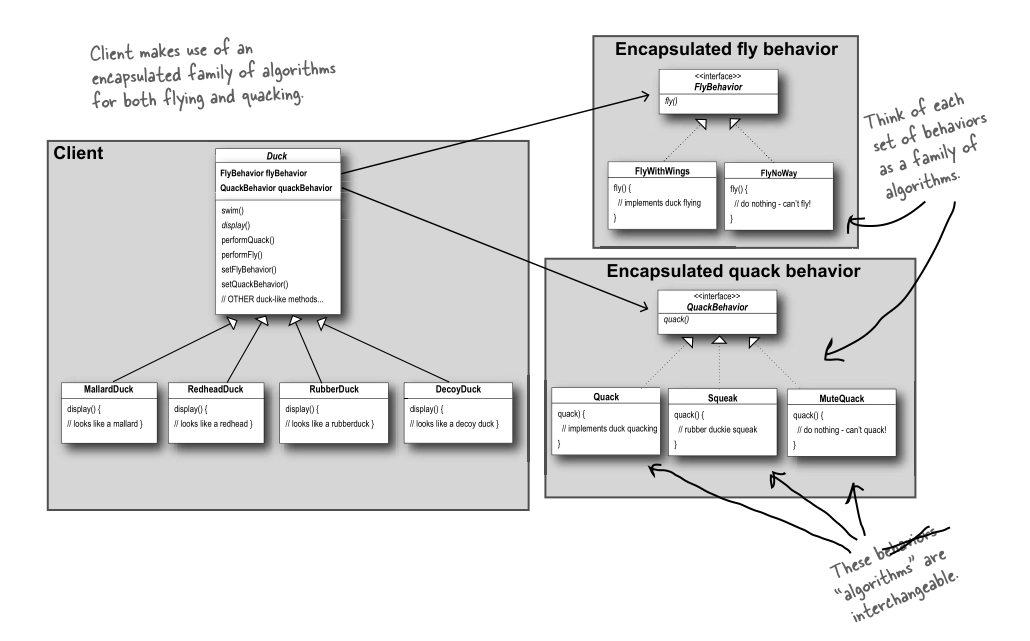 Client makes use of an
encapsulated family of algorithms
for both flying and quacking.
Client
Duck
FlyBehavior flyBehavior
QuackBehavior quackBehavior
swim()
display()
performQuack()
performFly()
setFlyBehavior()
setQuackBehavior()
// OTHER duck-like methods...
MallardDuck
display() {
// looks like a mallard }
RedheadDuck
display() {
// looks like a redhead }
RubberDuck
display() {
// looks like a rubberduck }
DecoyDuck
display() {
// looks like a decoy duck }
Encapsulated fly behavior
<<interface>>
FlyBehavior
fly()
FlyWithWings
fly() {
// implements duck flying
}
FlyNoWay
fly() {
// do nothing - can't fly!
}
Think of each
set of behaviors
as a family of
algorithms.
Encapsulated quack behavior
<<interface>>
QuackBehavior
quack()
Quack
quack) {
// implements duck quacking
}
Squeak
quack() {
// rubber duckie squeak
}
MuteQuack
quack() {
// do nothing - can't quack!
}
These behaviors
"algorithms" are
interchangeable.